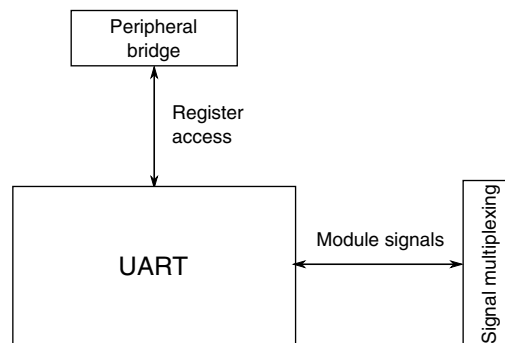 Peripheral
bridge
Register
access
UART
Module signals
Signal multiplexing